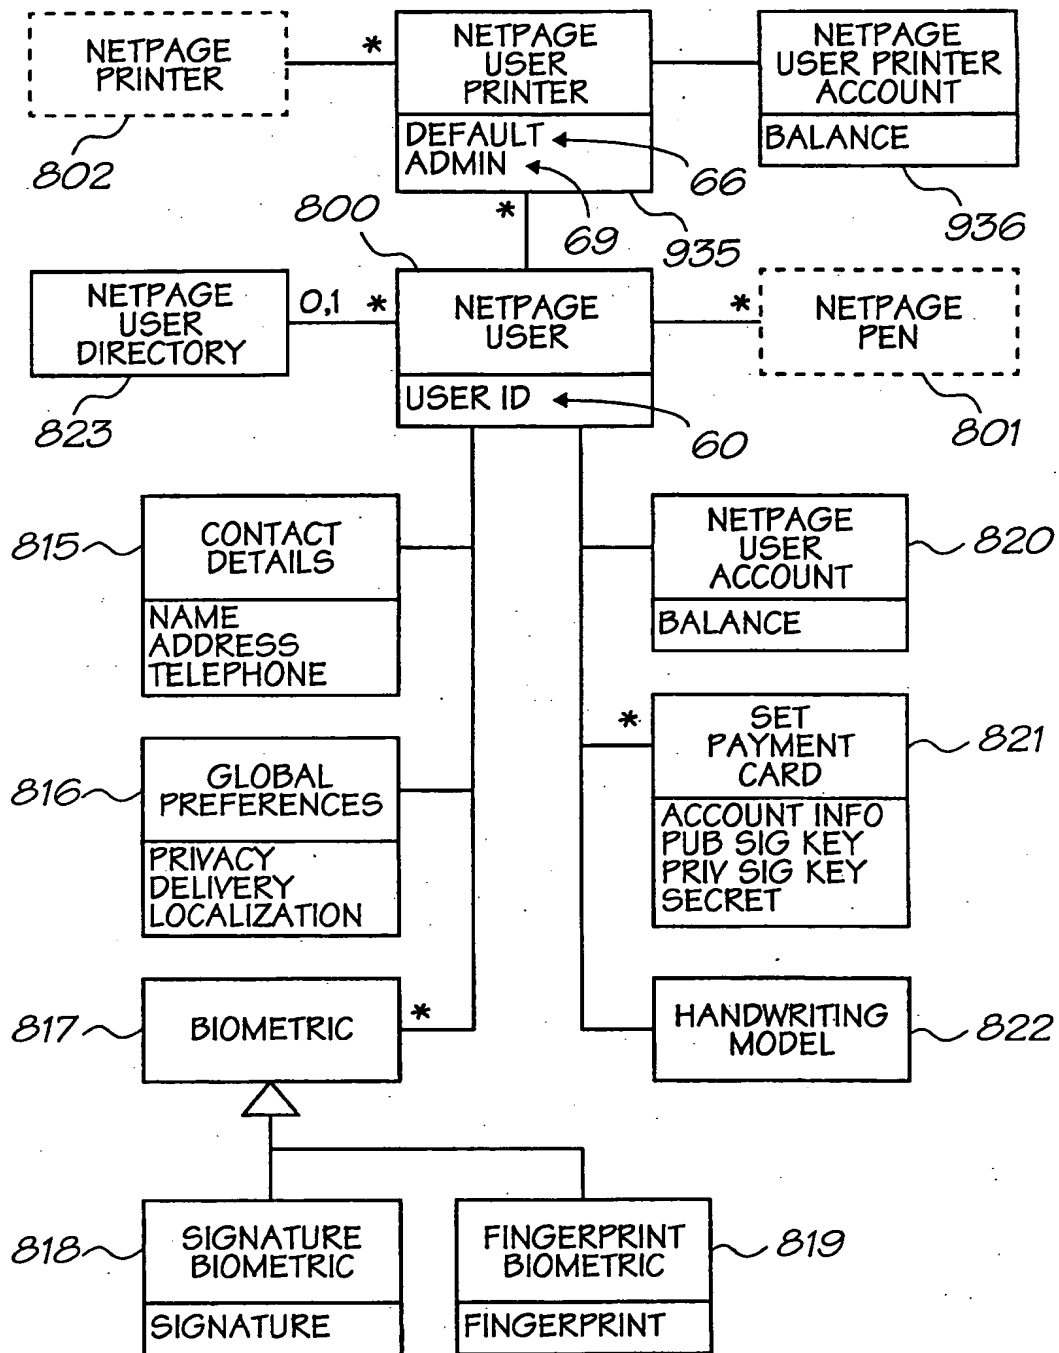 NETPAGE
PRINTER
802
*
NETPAGE
USER
PRINTER
DEFAULT
ADMIN
66
69
935
NETPAGE
USER PRINTER
ACCOUNT
BALANCE
936
*
800
NETPAGE
USER
DIRECTORY
823
0,1
*
NETPAGE
USER
USER ID
60
*
NETPAGE
PEN
801
815
CONTACT
DETAILS
NAME
ADDRESS
TELEPHONE
NETPAGE
USER
ACCOUNT
BALANCE
820
816
GLOBAL
PREFERENCES
PRIVACY
DELIVERY
LOCALIZATION
*
SET
PAYMENT
CARD
ACCOUNT INFO
PUB SIG KEY
PRIV SIG KEY
SECRET
821
817
BIOMETRIC
*
HANDWRITING
MODEL
822
818
SIGNATURE
BIOMETRIC
SIGNATURE
FINGERPRINT
BIOMETRIC
FINGERPRINT
819